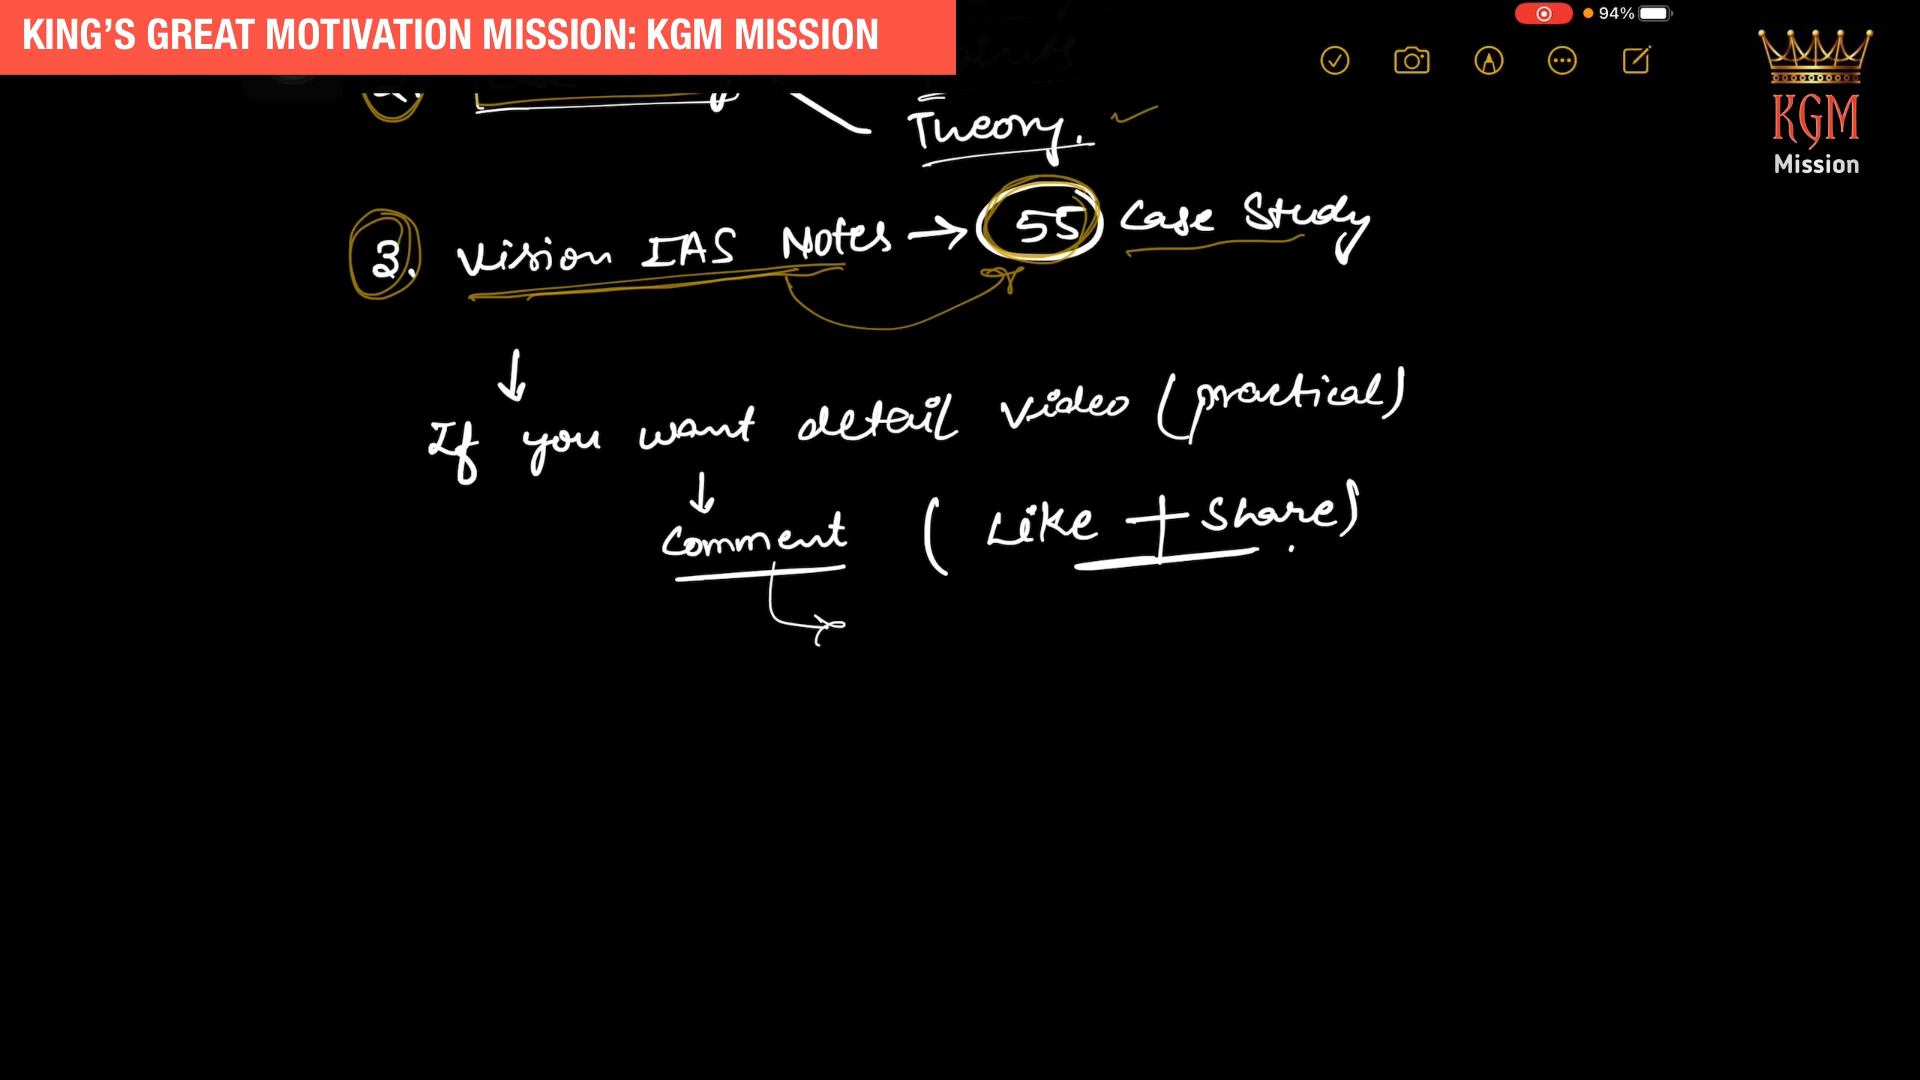 KING'S GREAT MOTIVATION MISSION: KGM MISSION
94%
KGM
Mission
Theory.
3. Vision IAS Notes → 55 Case Study
↓
If you want detail video (practical)
↓
Comment ( Like + Share)